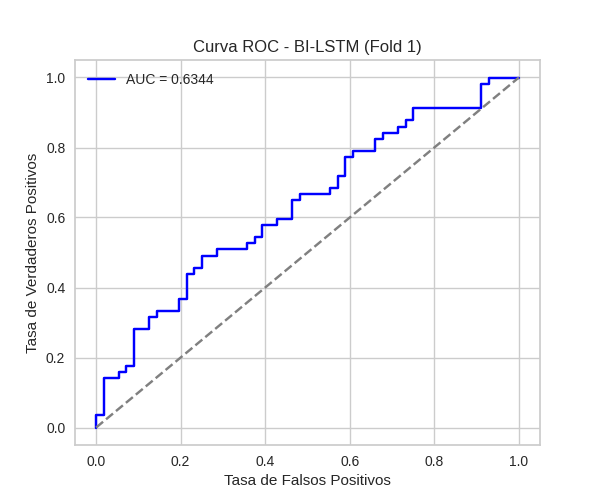 Curva ROC - BI-LSTM (Fold 1)
AUC = 0.6344
Tasa de Verdaderos Positivos
1.0
0.8
0.6
0.4
0.2
0.0
0.0 0.2 0.4 0.6 0.8 1.0
Tasa de Falsos Positivos